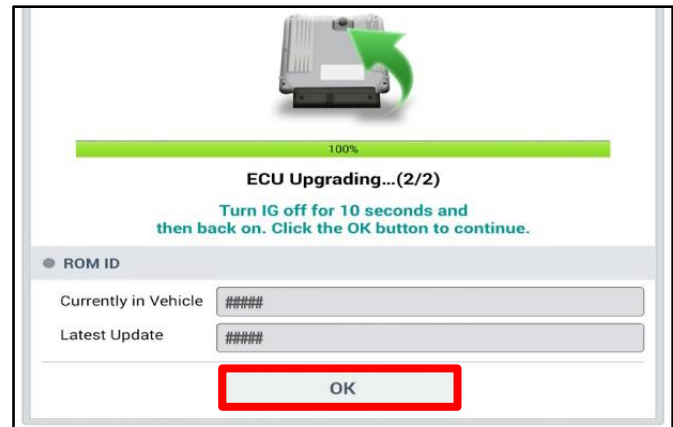 100%
ECU Upgrading...(2/2)
Turn IG off for 10 seconds and
then back on. Click the OK button to continue.
ROM ID
Currently in Vehicle #####
Latest Update #####
OK